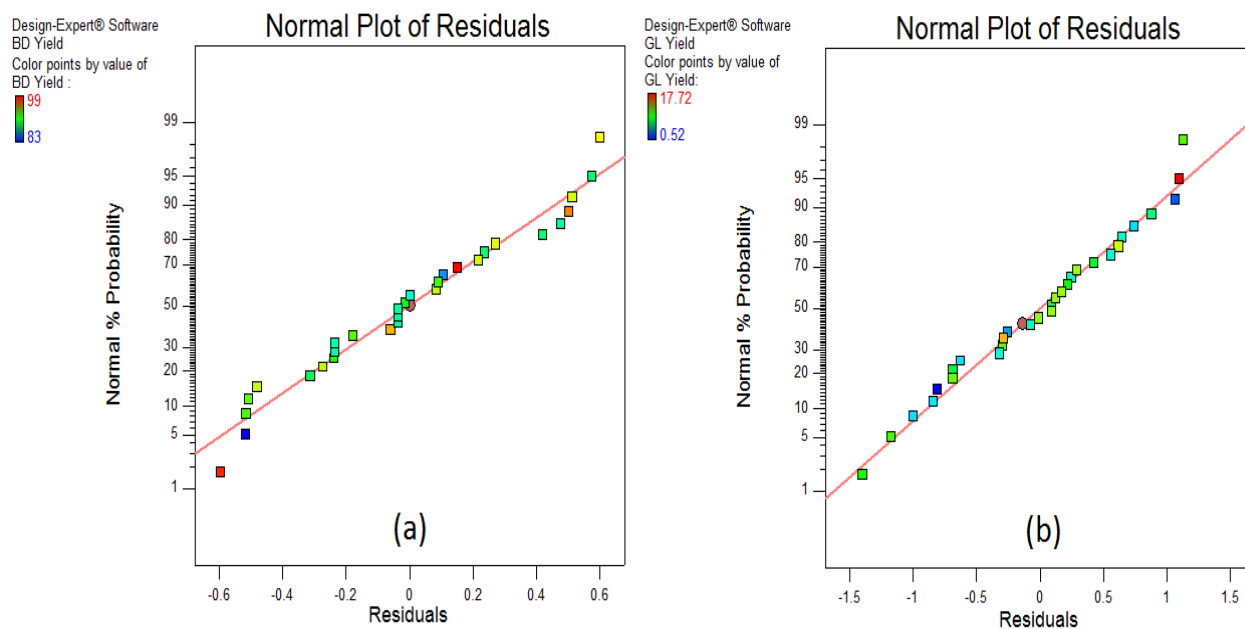 Design-Expert® Software
BD Yield
Color points by value of
BD Yield :
99
83
Normal Plot of Residuals
Normal % Probability
99
95
90
80
70
50
30
20
10
5
1
(a)
-0.6
-0.4
-0.2
0
0.2
0.4
0.6
Residuals
Design-Expert® Software
GL Yield
Color points by value of
GL Yield:
17.72
0.52
Normal Plot of Residuals
Normal % Probability
99
95
90
80
70
50
30
20
10
5
1
(b)
-1.5
-1
-0.5
0
0.5
1
1.5
Residuals